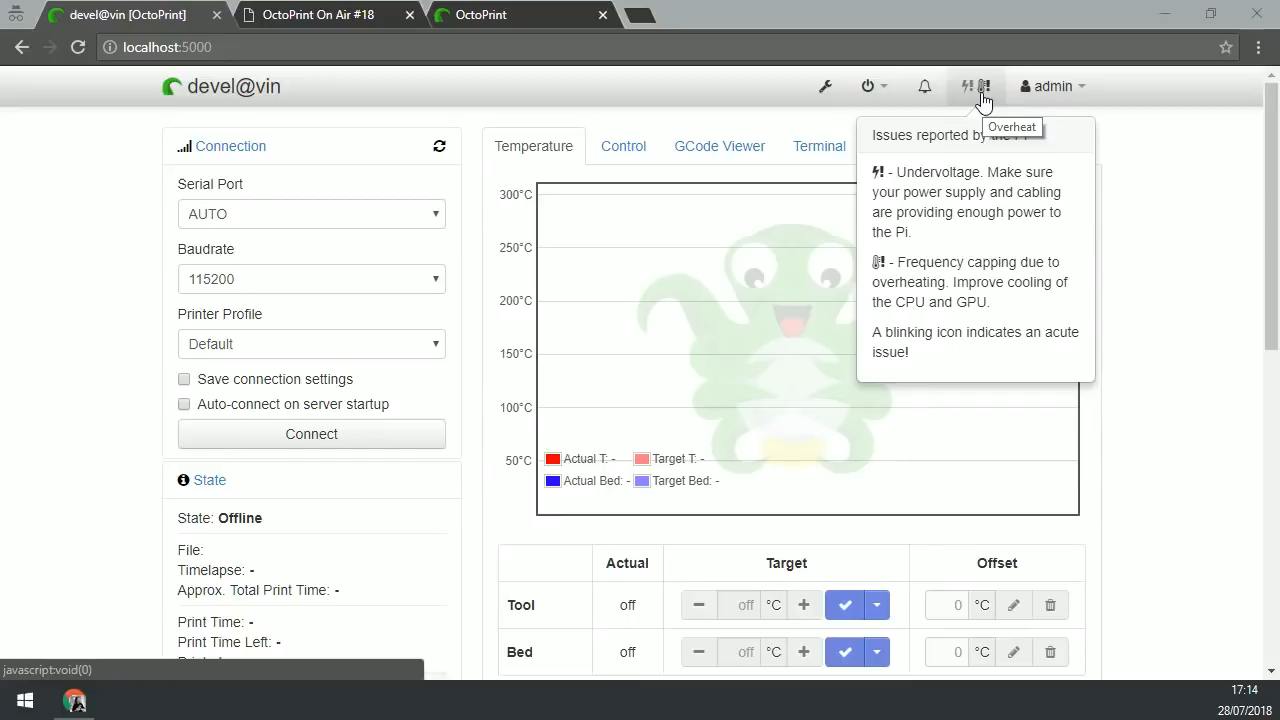 devel@vin [OctoPrint]
OctoPrint On Air #18
OctoPrint
localhost:5000
devel@vin
admin
Overheat
Issues reported by the
Undervoltage. Make sure
your power supply and cabling
are providing enough power to
the Pi.
- Frequency capping due to
overheating. Improve cooling of
the CPU and GPU.
A blinking icon indicates an acute
issue!
Connection
Serial Port
AUTO
Baudrate
115200
Printer Profile
Default
Save connection settings
Auto-connect on server startup
Connect
State
State: Offline
File:
Timelapse: -
Approx. Total Print Time: -
Print Time: -
Print Time Left: -
Temperature
Control
GCode Viewer
Terminal
300°C
250°C
200°C
150°C
100°C
50°C
Actual T: -
Target T: -
Actual Bed: -
Target Bed: -
Actual
Target
Offset
Tool
off
off °C
0 °C
Bed
off
off °C
0 °C
javascript:void(0)
17:14
28/07/2018